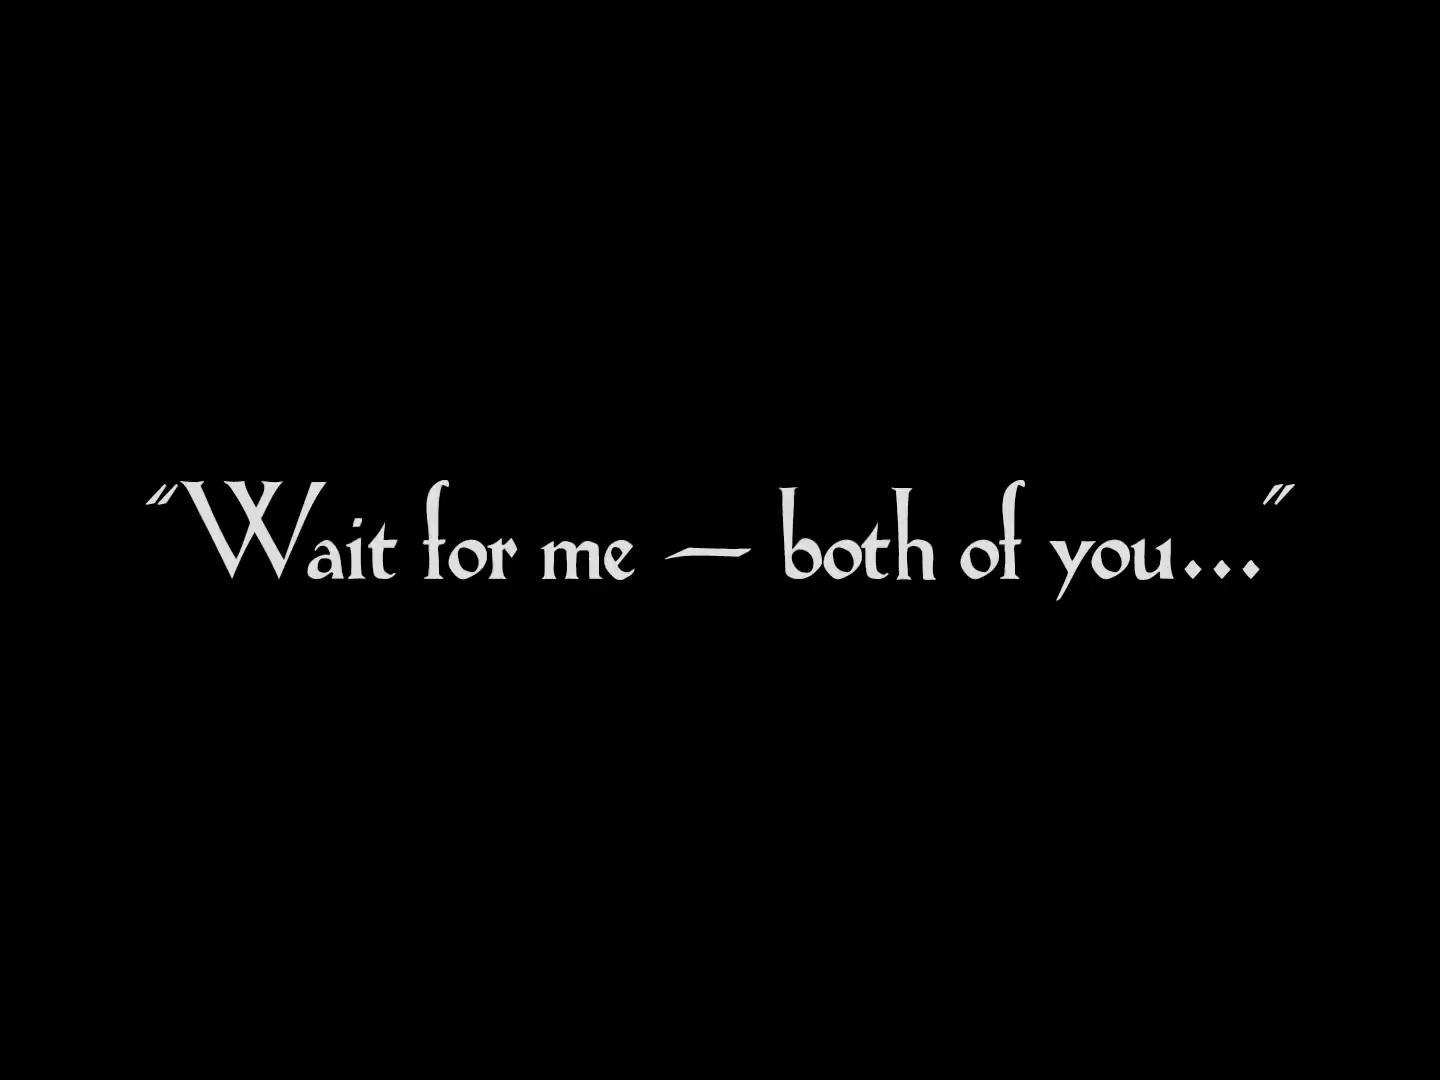 “Wait for me — both of you...”